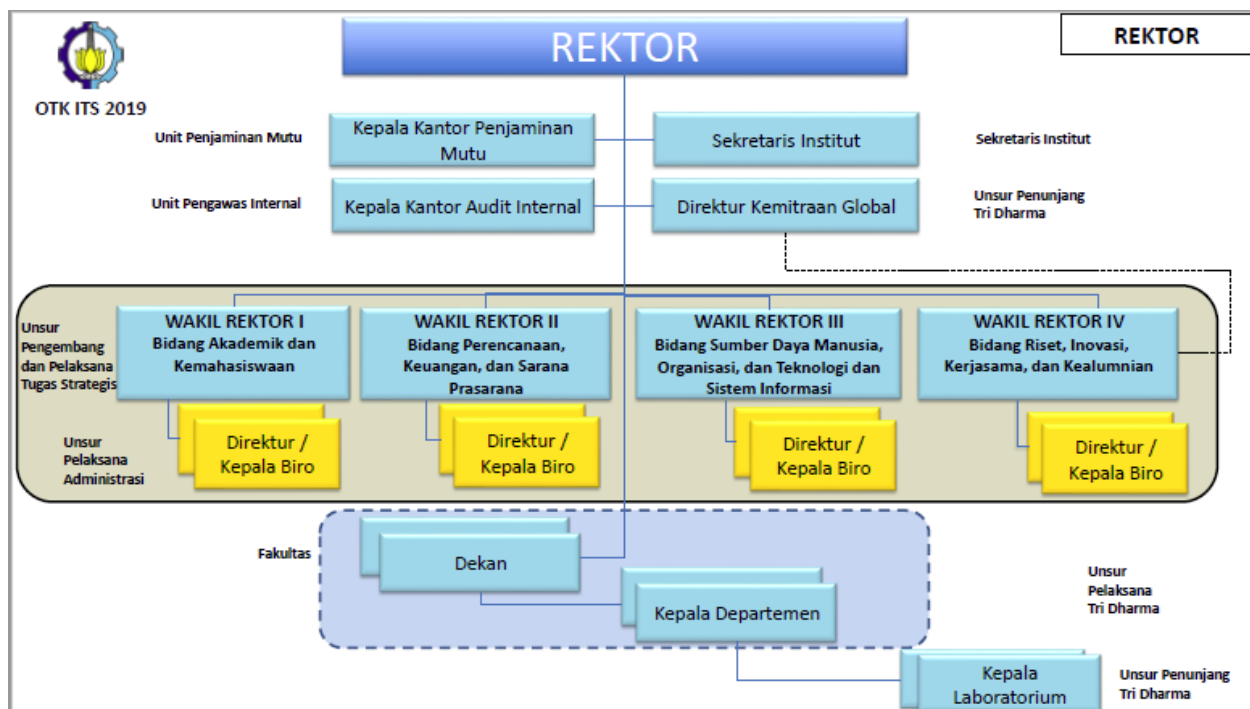 REKTOR
REKTOR
OTK ITS 2019
Unit Penjaminan Mutu
Kepala Kantor Penjaminan
Mutu
Sekretaris Institut
Sekretaris Institut
Unit Pengawas Internal
Kepala Kantor Audit Internal
Direktur Kemitraan Global
Unsur Penunjang
Tri Dharma
Unsur
Pengembang
dan Pelaksana
Tugas Strategis
WAKIL REKTOR I
Bidang Akademik dan
Kemahasiswaan
WAKIL REKTOR II
Bidang Perencanaan,
Keuangan, dan Sarana
Prasarana
WAKIL REKTOR III
Bidang Sumber Daya Manusia,
Organisasi, dan Teknologi dan
Sistem Informasi
WAKIL REKTOR IV
Bidang Riset, Inovasi,
Kerjasama, dan Kealumnian
Unsur
Pelaksana
Administrasi
Direktur /
Kepala Biro
Direktur /
Kepala Biro
Direktur /
Kepala Biro
Direktur /
Kepala Biro
Fakultas
Dekan
Kepala Departemen
Unsur
Pelaksana
Tri Dharma
Kepala
Laboratorium
Unsur Penunjang
Tri Dharma